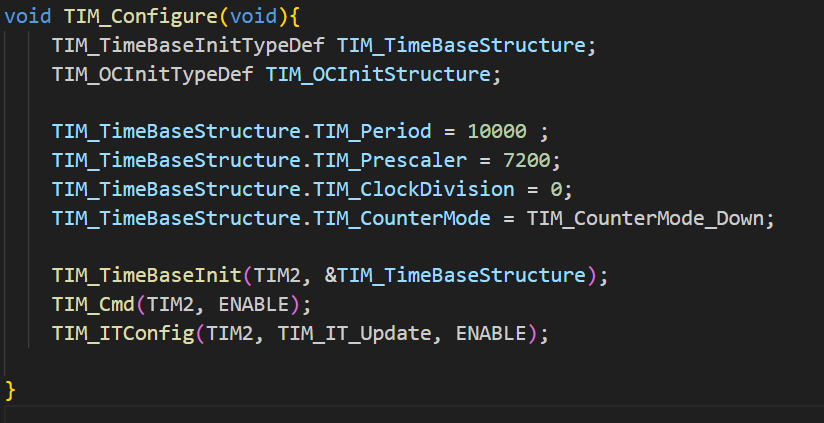 void TIM_Configure(void){
    TIM_TimeBaseInitTypeDef TIM_TimeBaseStructure;
    TIM_OCInitTypeDef TIM_OCInitStructure;

    TIM_TimeBaseStructure.TIM_Period = 10000 ;
    TIM_TimeBaseStructure.TIM_Prescaler = 7200;
    TIM_TimeBaseStructure.TIM_ClockDivision = 0;
    TIM_TimeBaseStructure.TIM_CounterMode = TIM_CounterMode_Down;

    TIM_TimeBaseInit(TIM2, &TIM_TimeBaseStructure);
    TIM_Cmd(TIM2, ENABLE);
    TIM_ITConfig(TIM2, TIM_IT_Update, ENABLE);

}